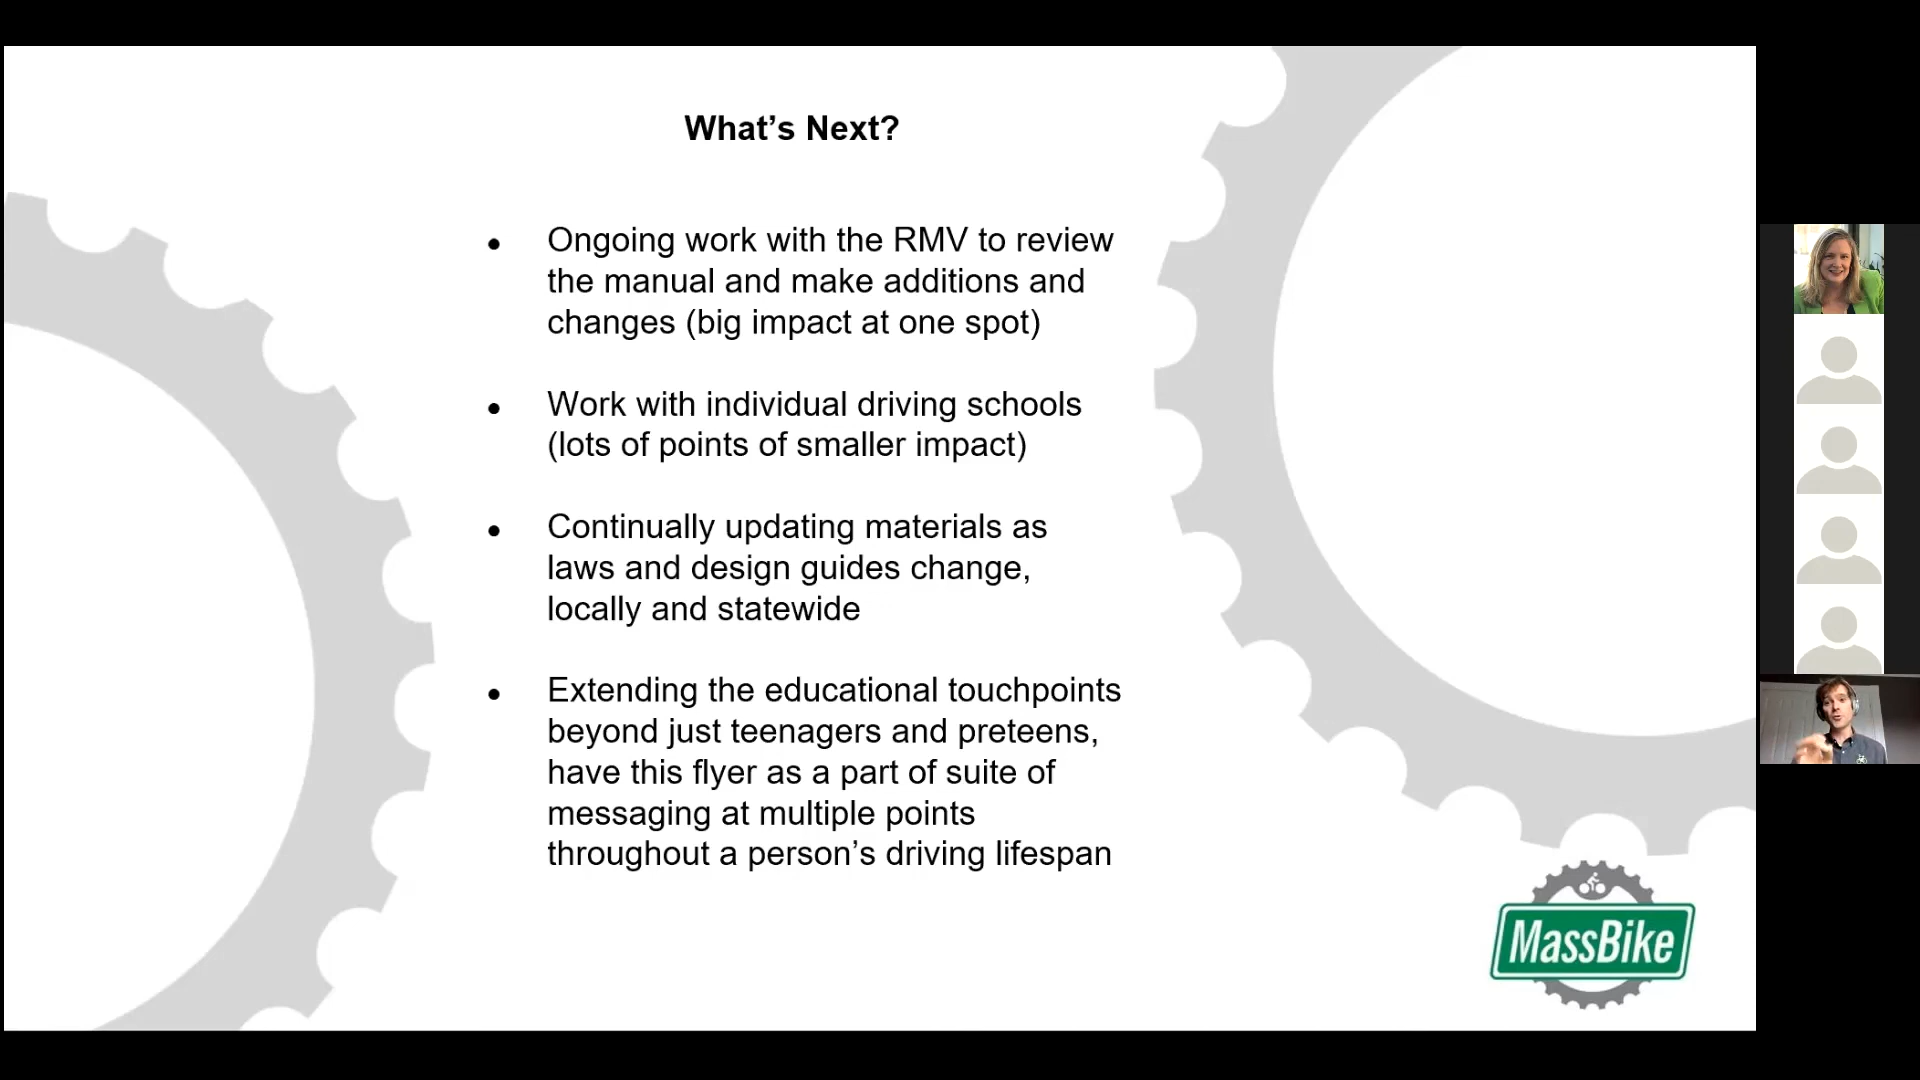 What’s Next?
● Ongoing work with the RMV to review
the manual and make additions and
changes (big impact at one spot)
● Work with individual driving schools
(lots of points of smaller impact)
● Continually updating materials as
laws and design guides change,
locally and statewide
● Extending the educational touchpoints
beyond just teenagers and preteens,
have this flyer as a part of suite of
messaging at multiple points
throughout a person’s driving lifespan
MassBike